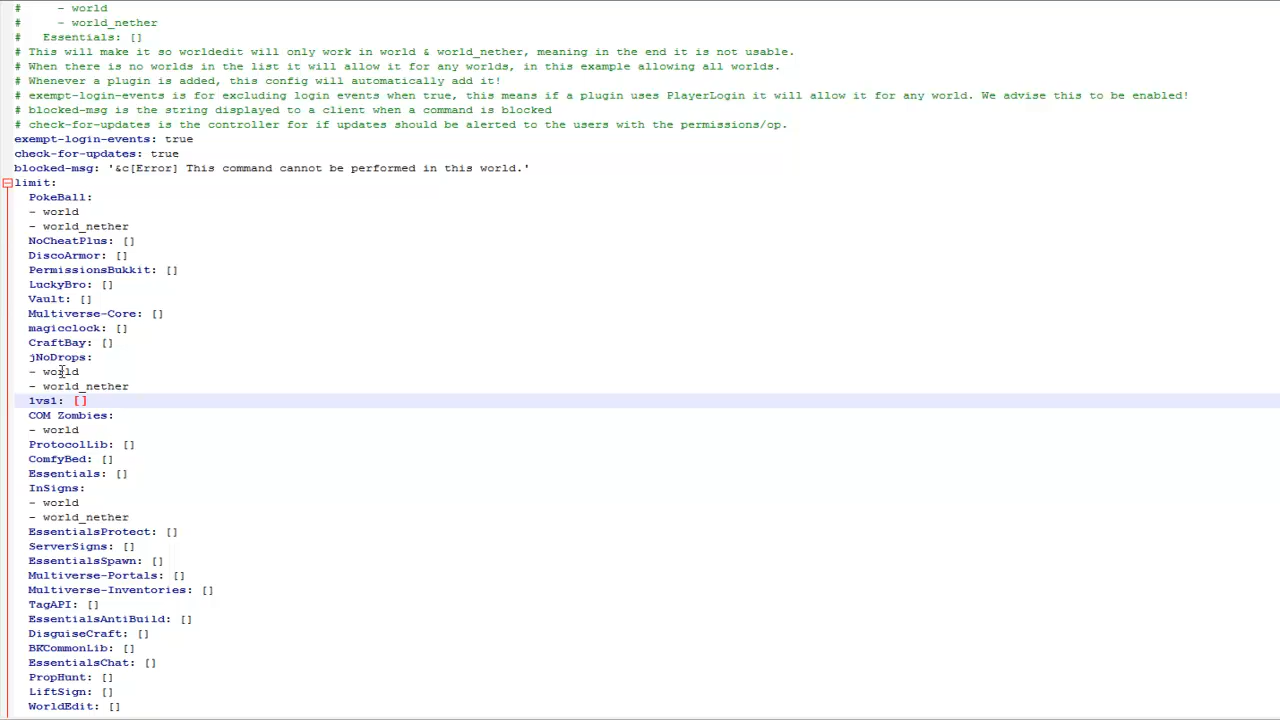 #     - world
#     - world_nether
#   Essentials: []
# This will make it so worldedit will only work in world & world_nether, meaning in the end it is not usable.
# When there is no worlds in the list it will allow it for any worlds, in this example allowing all worlds.
# Whenever a plugin is added, this config will automatically add it!
# exempt-login-events is for excluding login events when true, this means if a plugin uses PlayerLogin it will allow it for any world. We advise this to be enabled!
# blocked-msg is the string displayed to a client when a command is blocked
# check-for-updates is the controller for if updates should be alerted to the users with the permissions/op.
exempt-login-events: true
check-for-updates: true
blocked-msg: '&c[Error] This command cannot be performed in this world.'
limit:
  PokeBall:
  - world
  - world_nether
  NoCheatPlus: []
  DiscoArmor: []
  PermissionsBukkit: []
  LuckyBro: []
  Vault: []
  Multiverse-Core: []
  magicclock: []
  CraftBay: []
  jNoDrops:
  - world
  - world_nether
  1vs1: []
  COM Zombies:
  - world
  ProtocolLib: []
  ComfyBed: []
  Essentials: []
  InSigns:
  - world
  - world_nether
  EssentialsProtect: []
  ServerSigns: []
  EssentialsSpawn: []
  Multiverse-Portals: []
  Multiverse-Inventories: []
  TagAPI: []
  EssentialsAntiBuild: []
  DisguiseCraft: []
  BKCommonLib: []
  EssentialsChat: []
  PropHunt: []
  LiftSign: []
  WorldEdit: []